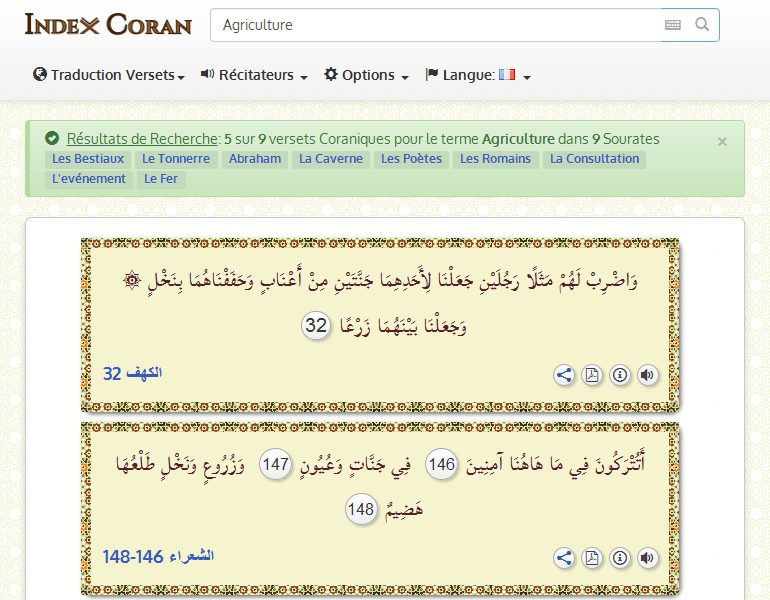 Index Coran
Agriculture
Traduction Versets Récitateurs Options Langue:
Résultats de Recherche: 5 sur 9 versets Coraniques pour le terme Agriculture dans 9 Sourates ×
Les Bestiaux Le Tonnerre Abraham La Caverne Les Poètes Les Romains La Consultation
L'evénement Le Fer
۞ وَاضْرِبْ لَهُمْ مَثَلًا رَجُلَيْنِ جَعَلْنَا لِأَحَدِهِمَا جَنَّتَيْنِ مِنْ أَعْنَابٍ وَحَفَفْنَاهُمَا بِنَخْلٍ
وَجَعَلْنَا بَيْنَهُمَا زَرْعًا 32
الكهف 32
أَتُتْرَكُونَ فِي مَا هَاهُنَا آمِنِينَ 146 فِي جَنَّاتٍ وَعُيُونٍ 147 وَزُرُوعٍ وَنَخْلٍ طَلْعُهَا
هَضِيمٌ 148
الشعراء 146-148